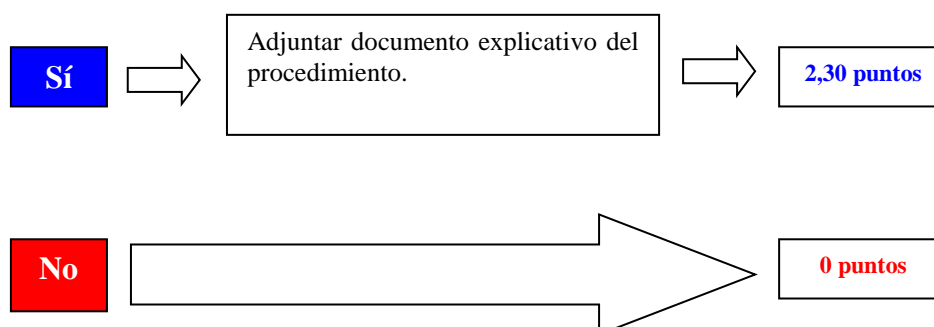 Sí
Adjuntar documento explicativo del
procedimiento.
2,30 puntos
No
0 puntos